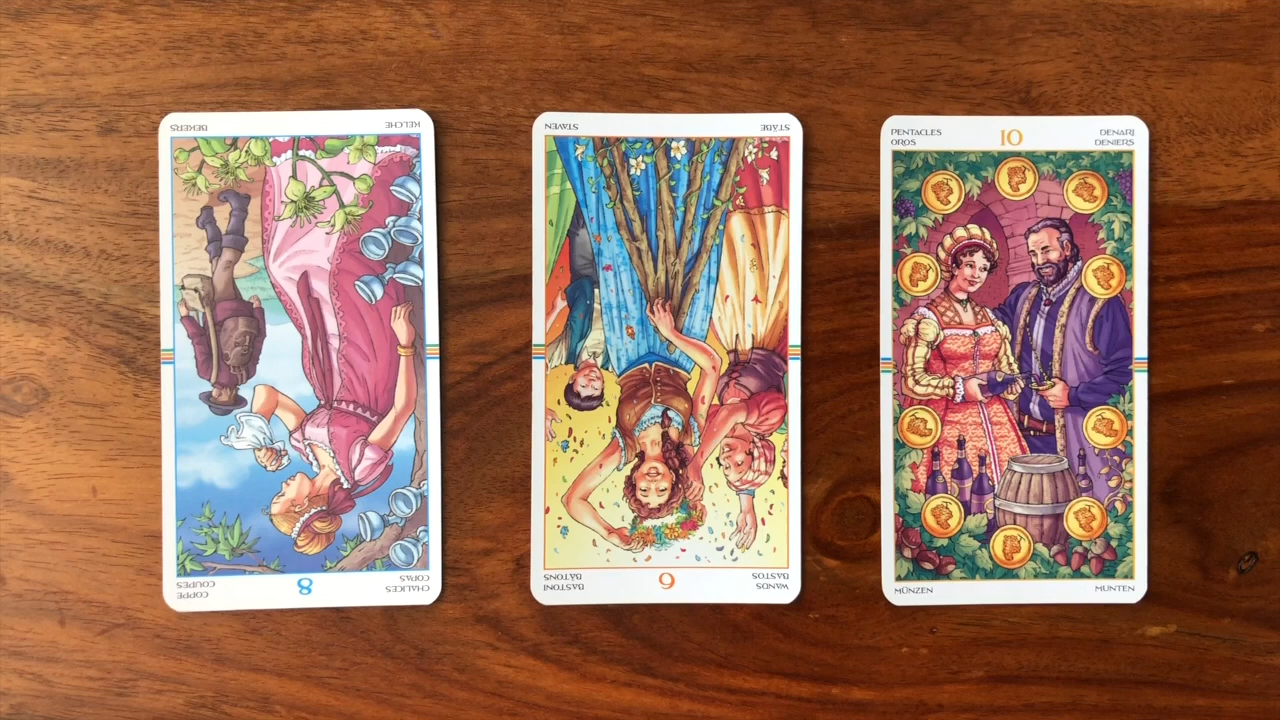 CHALICES 8 COPPE
COPAS COUPES
KELCHE BEKERS
WANDS 6 BASTONI
BASTOS BÂTONS
STÄBE STAVEN
PENTACLES 10 DENARI
OROS DENIERS
MÜNZEN MUNTEN